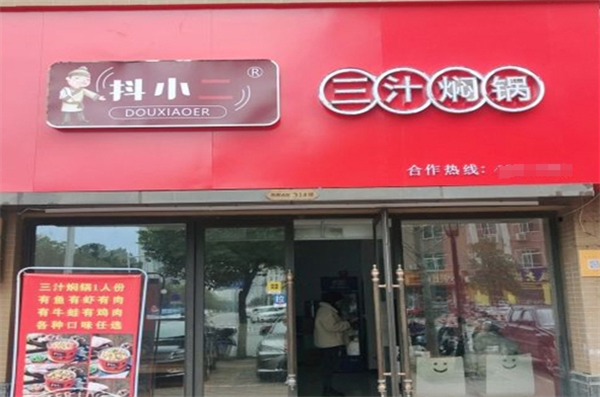 抖小二®
DOUXIAOER
三汁焖锅
合作热线:
三汁焖锅1人份
有鱼有虾有肉
有牛蛙有鸡肉
各种口味任选